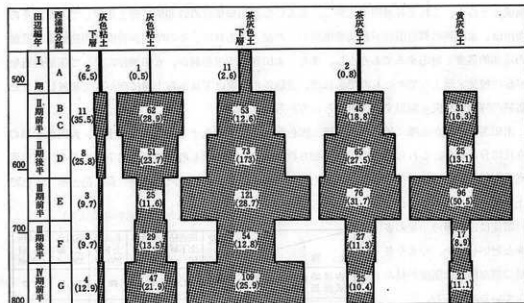 田辺編年 西森積分類 灰色粘土下層 灰色粘土 茶灰色土下層 茶灰色土 黄灰色土
500 Ⅰ期 A 2 (6.5) 1 (0.5) 11 (2.6) 2 (0.8)
Ⅱ期前半 B・C 11 (35.5) 62 (28.9) 53 (12.6) 45 (18.8) 31 (16.3)
600 Ⅱ期後半 D 8 (25.8) 51 (23.7) 73 (173) 65 (27.5) 25 (13.1)
Ⅲ期前半 E 3 (9.7) 25 (11.6) 121 (28.7) 76 (31.7) 96 (50.5)
700 Ⅲ期後半 F 3 (9.7) 29 (13.5) 54 (12.8) 27 (11.3) 17 (8.9)
800 Ⅳ期前半 G 4 (12.9) 47 (21.9) 109 (25.9) 25 (10.4) 21 (11.1)